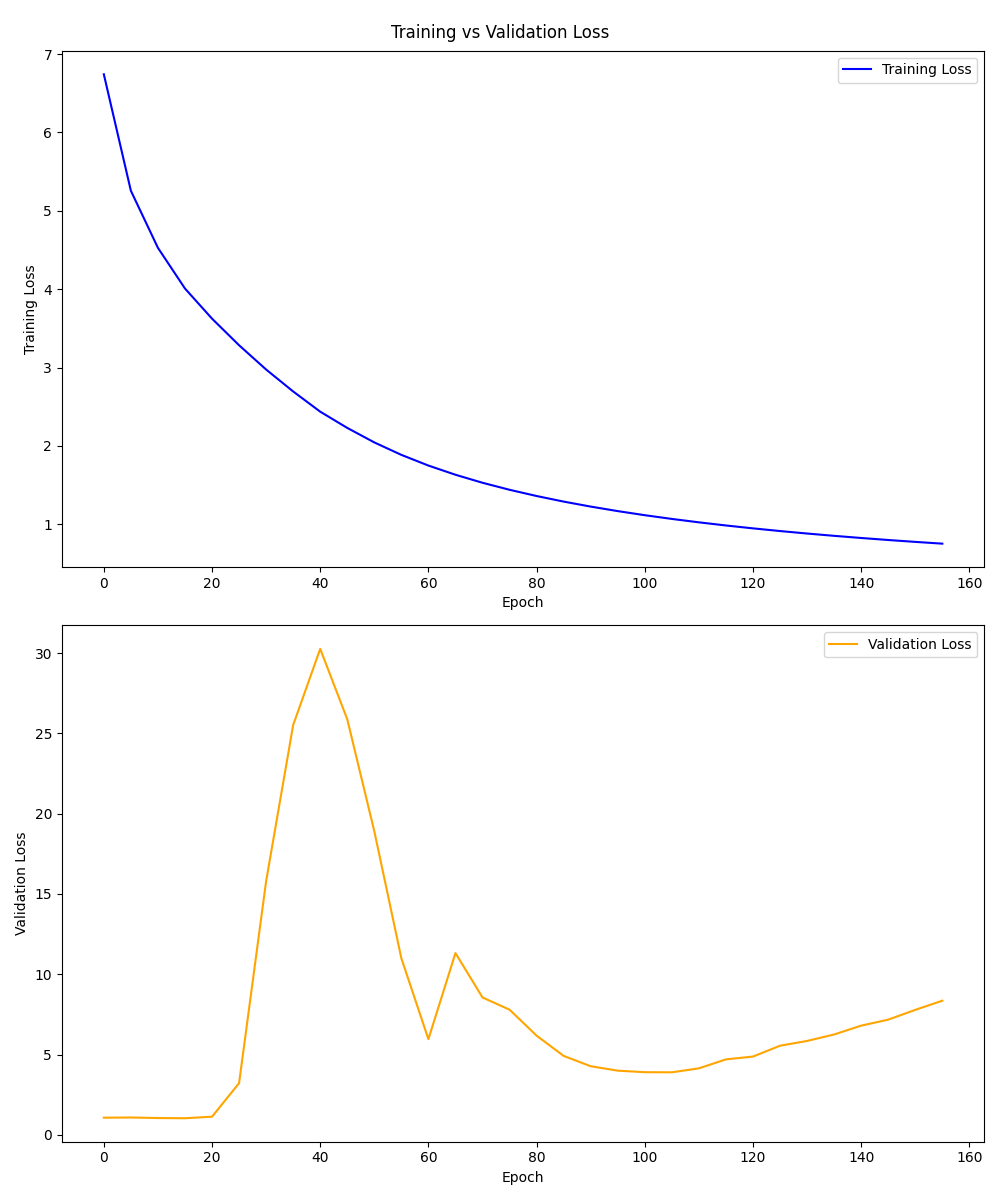 Training vs Validation Loss
Training Loss
7
6
5
4
3
2
1
Training Loss
0 20 40 60 80 100 120 140 160
Epoch
Validation Loss
30
25
20
15
10
5
0
Validation Loss
0 20 40 60 80 100 120 140 160
Epoch